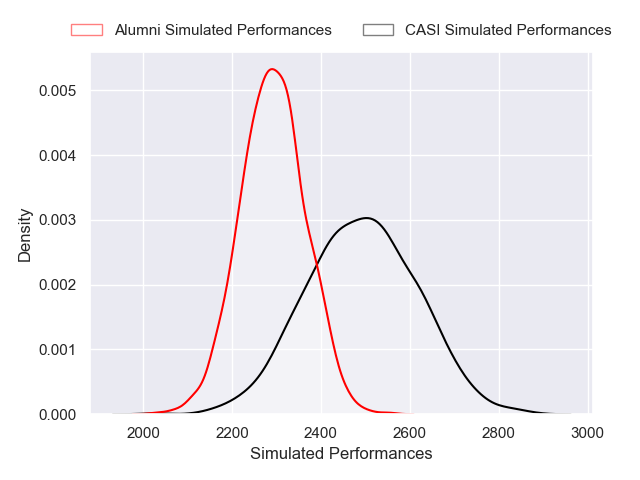 Alumni Simulated Performances CASI Simulated Performances
0.005
0.004
0.003
0.002
0.001
0.000
Density
2000 2200 2400 2600 2800 3000
Simulated Performances